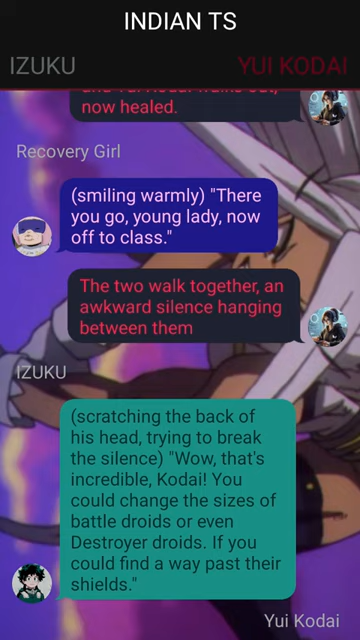 INDIAN TS
IZUKU YUI KODAI
now healed.
Recovery Girl
(smiling warmly) "There
you go, young lady, now
off to class."
The two walk together, an
awkward silence hanging
between them
IZUKU
(scratching the back of
his head, trying to break
the silence) "Wow, that's
incredible, Kodai! You
could change the sizes of
battle droids or even
Destroyer droids. If you
could find a way past their
shields."
Yui Kodai